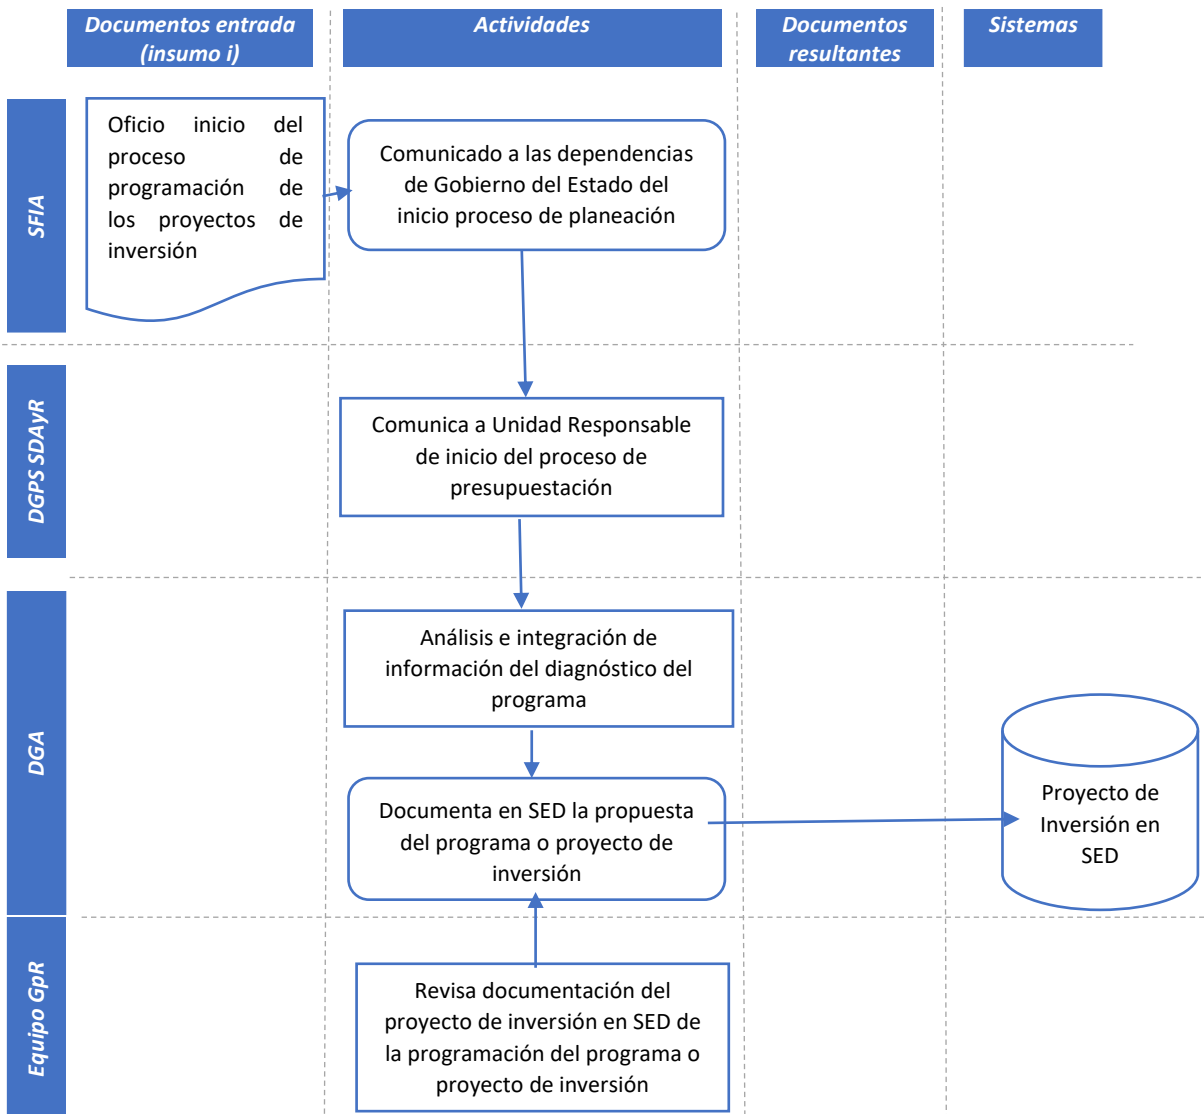 Documentos entrada
(insumo i)
Actividades
Documentos
resultantes
Sistemas
SFIA
Oficio inicio del
proceso de
programación de
los proyectos de
inversión
Comunicado a las dependencias
de Gobierno del Estado del
inicio proceso de planeación
DGPS SDAyR
Comunica a Unidad Responsable
de inicio del proceso de
presupuestación
DGA
Análisis e integración de
información del diagnóstico del
programa
Documenta en SED la propuesta
del programa o proyecto de
inversión
Proyecto de
Inversión en
SED
Equipo GpR
Revisa documentación del
proyecto de inversión en SED de
la programación del programa o
proyecto de inversión